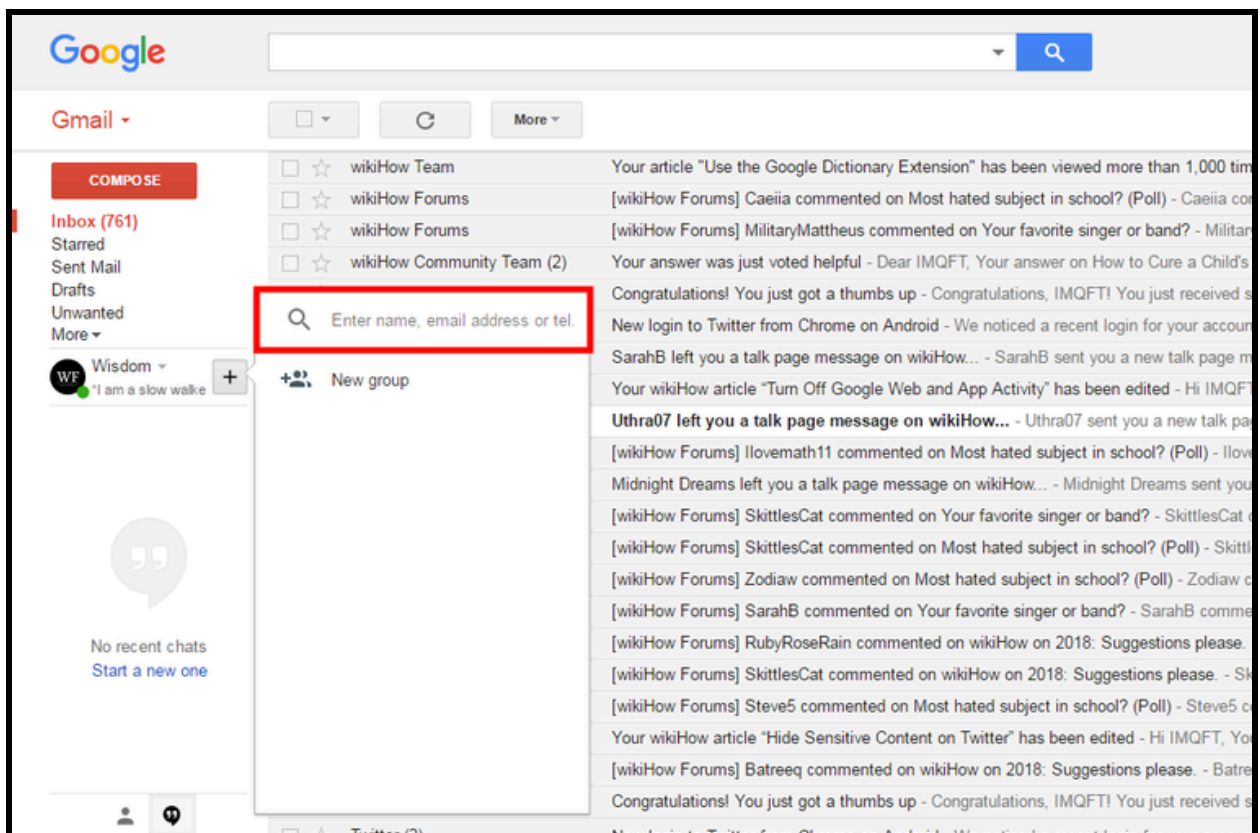 Google
Gmail
More
COMPOSE
Inbox (761)
Starred
Sent Mail
Drafts
Unwanted
More
WF
Wisdom
"I am a slow walke
+
No recent chats
Start a new one
Enter name, email address or tel.
New group
wikiHow Team Your article "Use the Google Dictionary Extension" has been viewed more than 1,000 tim
wikiHow Forums [wikiHow Forums] Caeiia commented on Most hated subject in school? (Poll) - Caeiia co
wikiHow Forums [wikiHow Forums] MilitaryMattheus commented on Your favorite singer or band? - Militar
wikiHow Community Team (2) Your answer was just voted helpful - Dear IMQFT, Your answer on How to Cure a Child's
Congratulations! You just got a thumbs up - Congratulations, IMQFT! You just received s
New login to Twitter from Chrome on Android - We noticed a recent login for your accoun
SarahB left you a talk page message on wikiHow... - SarahB sent you a new talk page m
Your wikiHow article “Turn Off Google Web and App Activity” has been edited - Hi IMQFT
Uthra07 left you a talk page message on wikiHow... - Uthra07 sent you a new talk pa
[wikiHow Forums] Ilovemath11 commented on Most hated subject in school? (Poll) - Ilov
Midnight Dreams left you a talk page message on wikiHow... - Midnight Dreams sent you
[wikiHow Forums] SkittlesCat commented on Your favorite singer or band? - SkittlesCat
[wikiHow Forums] SkittlesCat commented on Most hated subject in school? (Poll) - Skittl
[wikiHow Forums] Zodiaw commented on Most hated subject in school? (Poll) - Zodiaw c
[wikiHow Forums] SarahB commented on Your favorite singer or band? - SarahB comme
[wikiHow Forums] RubyRoseRain commented on wikiHow on 2018: Suggestions please.
[wikiHow Forums] SkittlesCat commented on wikiHow on 2018: Suggestions please. - Sk
[wikiHow Forums] Steve5 commented on Most hated subject in school? (Poll) - Steve5 c
Your wikiHow article “Hide Sensitive Content on Twitter” has been edited - Hi IMQFT, Yo
[wikiHow Forums] Batreeq commented on wikiHow on 2018: Suggestions please. - Batre
Congratulations! You just got a thumbs up - Congratulations, IMQFT! You just received s